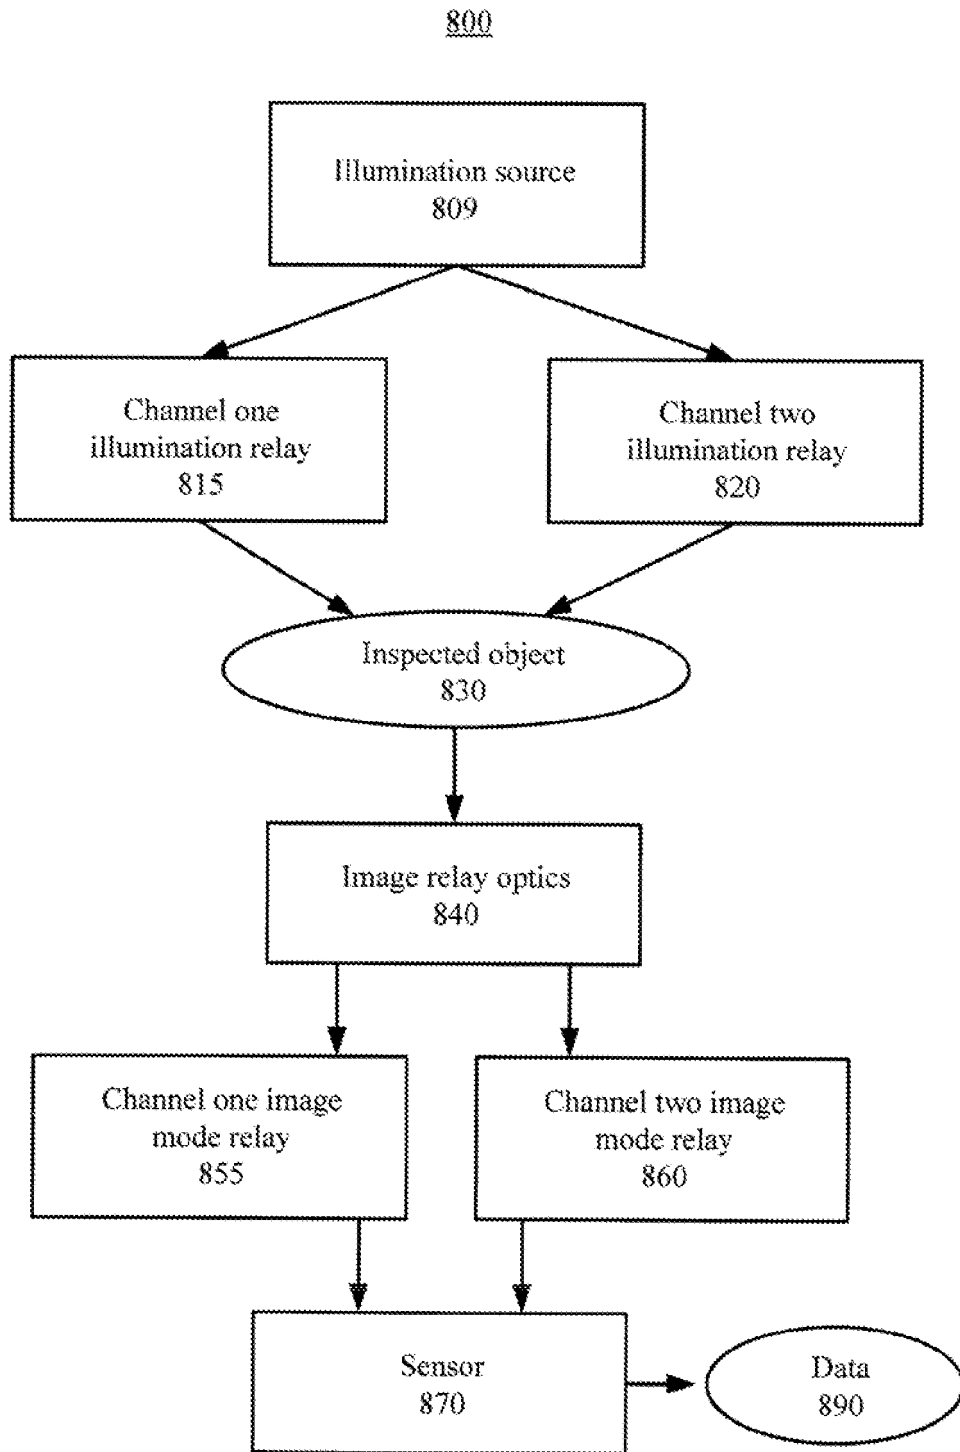 800
Illumination source
809
Channel one
illumination relay
815
Channel two
illumination relay
820
Inspected object
830
Image relay optics
840
Channel one image
mode relay
855
Channel two image
mode relay
860
Sensor
870
Data
890